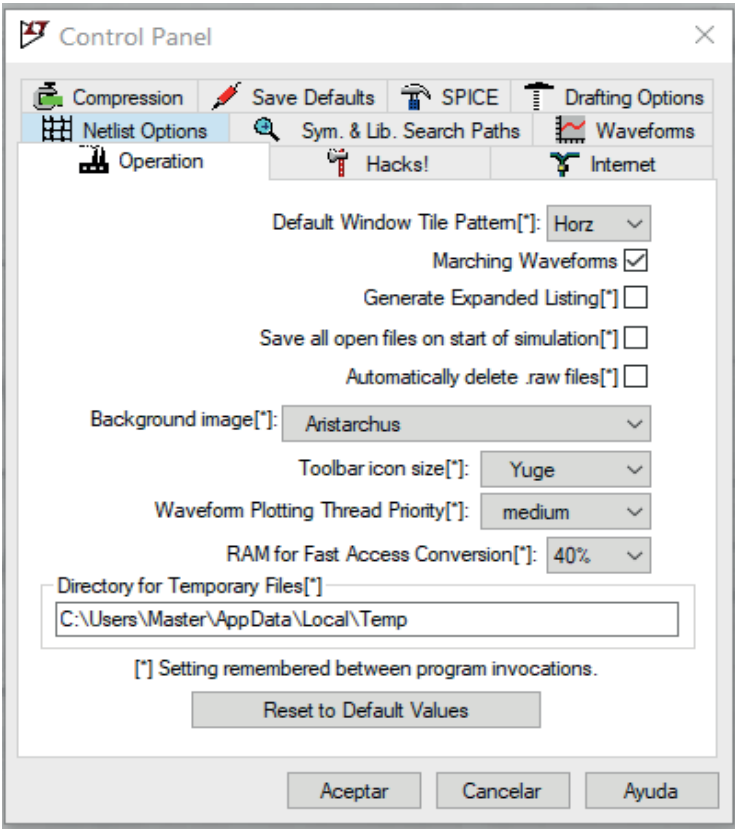 Control Panel
Compression Save Defaults SPICE Drafting Options
Netlist Options Sym. & Lib. Search Paths Waveforms
Operation Hacks! Internet
Default Window Tile Pattern[*]: Horz
Marching Waveforms
Generate Expanded Listing[*]
Save all open files on start of simulation[*]
Automatically delete .raw files[*]
Background image[*]: Aristarchus
Toolbar icon size[*]: Yuge
Waveform Plotting Thread Priority[*]: medium
RAM for Fast Access Conversion[*]: 40%
Directory for Temporary Files[*]
C:\Users\Master\AppData\Local\Temp
[*] Setting remembered between program invocations.
Reset to Default Values
Aceptar Cancelar Ayuda